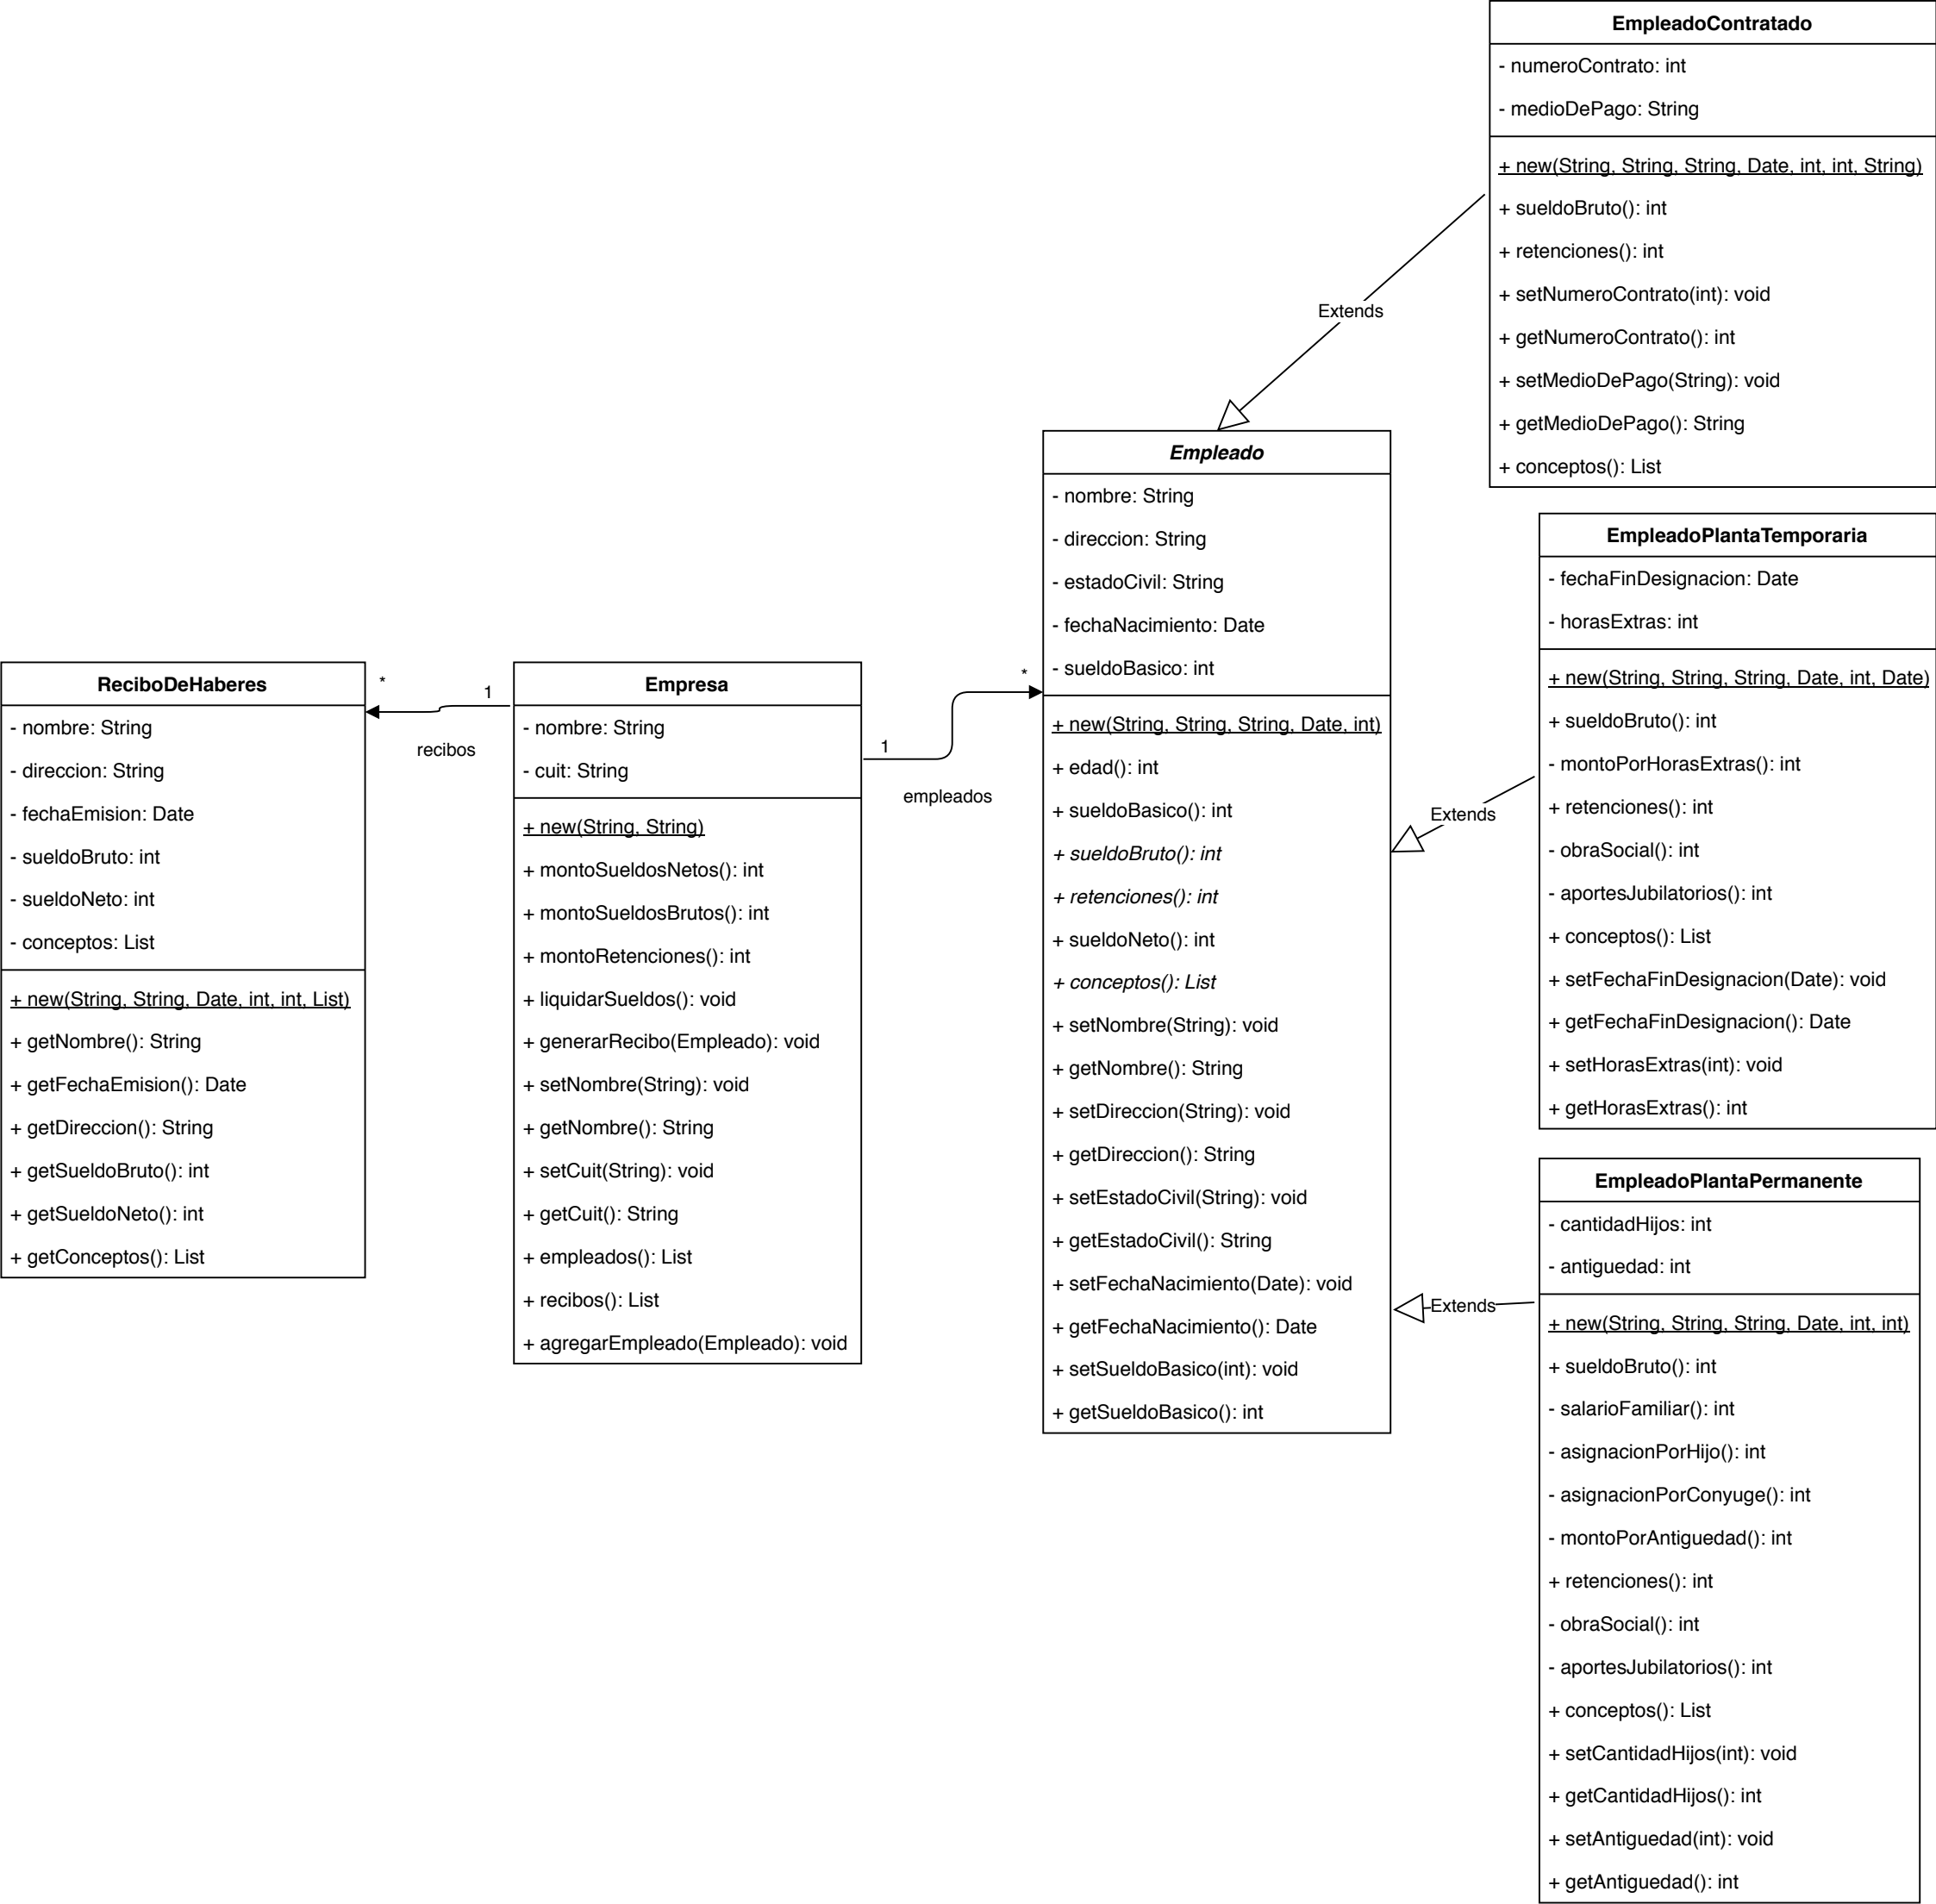 ReciboDeHaberes
- nombre: String
- direccion: String
- fechaEmision: Date
- sueldoBruto: int
- sueldoNeto: int
- conceptos: List
+ new(String, String, Date, int, int, List)
+ getNombre(): String
+ getFechaEmision(): Date
+ getDireccion(): String
+ getSueldoBruto(): int
+ getSueldoNeto(): int
+ getConceptos(): List
*
1
recibos
Empresa
- nombre: String
- cuit: String
+ new(String, String)
+ montoSueldosNetos(): int
+ montoSueldosBrutos(): int
+ montoRetenciones(): int
+ liquidarSueldos(): void
+ generarRecibo(Empleado): void
+ setNombre(String): void
+ getNombre(): String
+ setCuit(String): void
+ getCuit(): String
+ empleados(): List
+ recibos(): List
+ agregarEmpleado(Empleado): void
1
*
empleados
Empleado
- nombre: String
- direccion: String
- estadoCivil: String
- fechaNacimiento: Date
- sueldoBasico: int
+ new(String, String, String, Date, int)
+ edad(): int
+ sueldoBasico(): int
+ sueldoBruto(): int
+ retenciones(): int
+ sueldoNeto(): int
+ conceptos(): List
+ setNombre(String): void
+ getNombre(): String
+ setDireccion(String): void
+ getDireccion(): String
+ setEstadoCivil(String): void
+ getEstadoCivil(): String
+ setFechaNacimiento(Date): void
+ getFechaNacimiento(): Date
+ setSueldoBasico(int): void
+ getSueldoBasico(): int
Extends
Extends
Extends
EmpleadoContratado
- numeroContrato: int
- medioDePago: String
+ new(String, String, String, Date, int, int, String)
+ sueldoBruto(): int
+ retenciones(): int
+ setNumeroContrato(int): void
+ getNumeroContrato(): int
+ setMedioDePago(String): void
+ getMedioDePago(): String
+ conceptos(): List
EmpleadoPlantaTemporaria
- fechaFinDesignacion: Date
- horasExtras: int
+ new(String, String, String, Date, int, Date)
+ sueldoBruto(): int
- montoPorHorasExtras(): int
+ retenciones(): int
- obraSocial(): int
- aportesJubilatorios(): int
+ conceptos(): List
+ setFechaFinDesignacion(Date): void
+ getFechaFinDesignacion(): Date
+ setHorasExtras(int): void
+ getHorasExtras(): int
EmpleadoPlantaPermanente
- cantidadHijos: int
- antiguedad: int
+ new(String, String, String, Date, int, int)
+ sueldoBruto(): int
- salarioFamiliar(): int
- asignacionPorHijo(): int
- asignacionPorConyuge(): int
- montoPorAntiguedad(): int
+ retenciones(): int
- obraSocial(): int
- aportesJubilatorios(): int
+ conceptos(): List
+ setCantidadHijos(int): void
+ getCantidadHijos(): int
+ setAntiguedad(int): void
+ getAntiguedad(): int